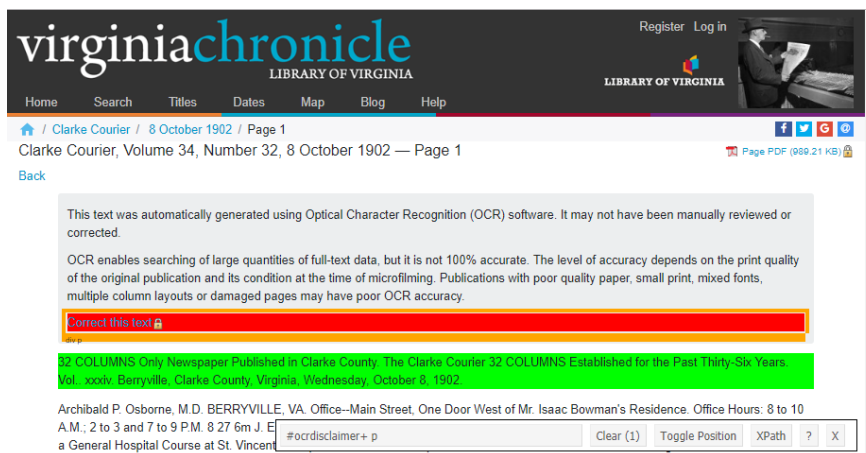 virginiachronicle
LIBRARY OF VIRGINIA
Register Log in
LIBRARY OF VIRGINIA
Home Search Titles Dates Map Blog Help
/ Clarke Courier / 8 October 1902 / Page 1
f G @
Clarke Courier, Volume 34, Number 32, 8 October 1902 — Page 1
Page PDF (989.21 KB)
Back
This text was automatically generated using Optical Character Recognition (OCR) software. It may not have been manually reviewed or
corrected.
OCR enables searching of large quantities of full-text data, but it is not 100% accurate. The level of accuracy depends on the print quality
of the original publication and its condition at the time of microfilming. Publications with poor quality paper, small print, mixed fonts,
multiple column layouts or damaged pages may have poor OCR accuracy.
Correct this text
div p
32 COLUMNS Only Newspaper Published in Clarke County. The Clarke Courier 32 COLUMNS Established for the Past Thirty-Six Years.
Vol.. xxxiv. Berryville, Clarke County, Virginia, Wednesday, October 8, 1902.
Archibald P. Osborne, M.D. BERRYVILLE, VA. Office--Main Street, One Door West of Mr. Isaac Bowman's Residence. Office Hours: 8 to 10
A.M.; 2 to 3 and 7 to 9 P.M. 8 27 6m J. E
a General Hospital Course at St. Vincent
#ocrdisclaimer+ p Clear (1) Toggle Position XPath ? X